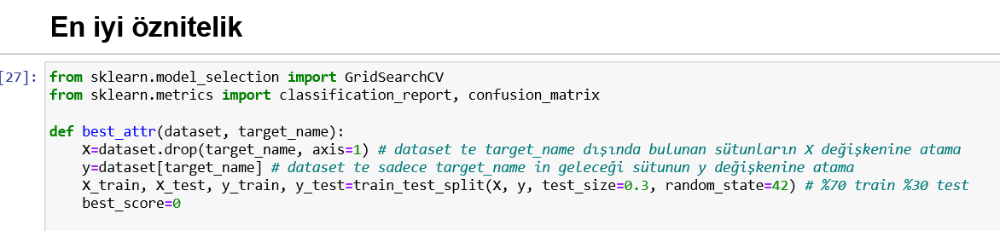 En iyi öznitelik
[27]:
from sklearn.model_selection import GridSearchCV
from sklearn.metrics import classification_report, confusion_matrix
def best_attr(dataset, target_name):
X=dataset.drop(target_name, axis=1) # dataset te target_name dışında bulunan sütunların X değişkenine atama
y=dataset[target_name] # dataset te sadece target_name in geleceği sütunun y değişkenine atama
X_train, X_test, y_train, y_test=train_test_split(X, y, test_size=0.3, random_state=42) # %70 train %30 test
best_score=0